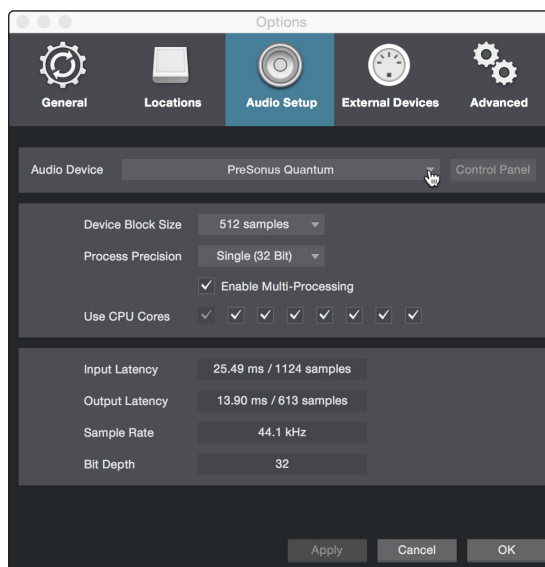 Options
General Locations Audio Setup External Devices Advanced
Audio Device PreSonus Quantum Control Panel
Device Block Size 512 samples
Process Precision Single (32 Bit)
Enable Multi-Processing
Use CPU Cores
Input Latency 25.49 ms / 1124 samples
Output Latency 13.90 ms / 613 samples
Sample Rate 44.1 kHz
Bit Depth 32
Apply Cancel OK